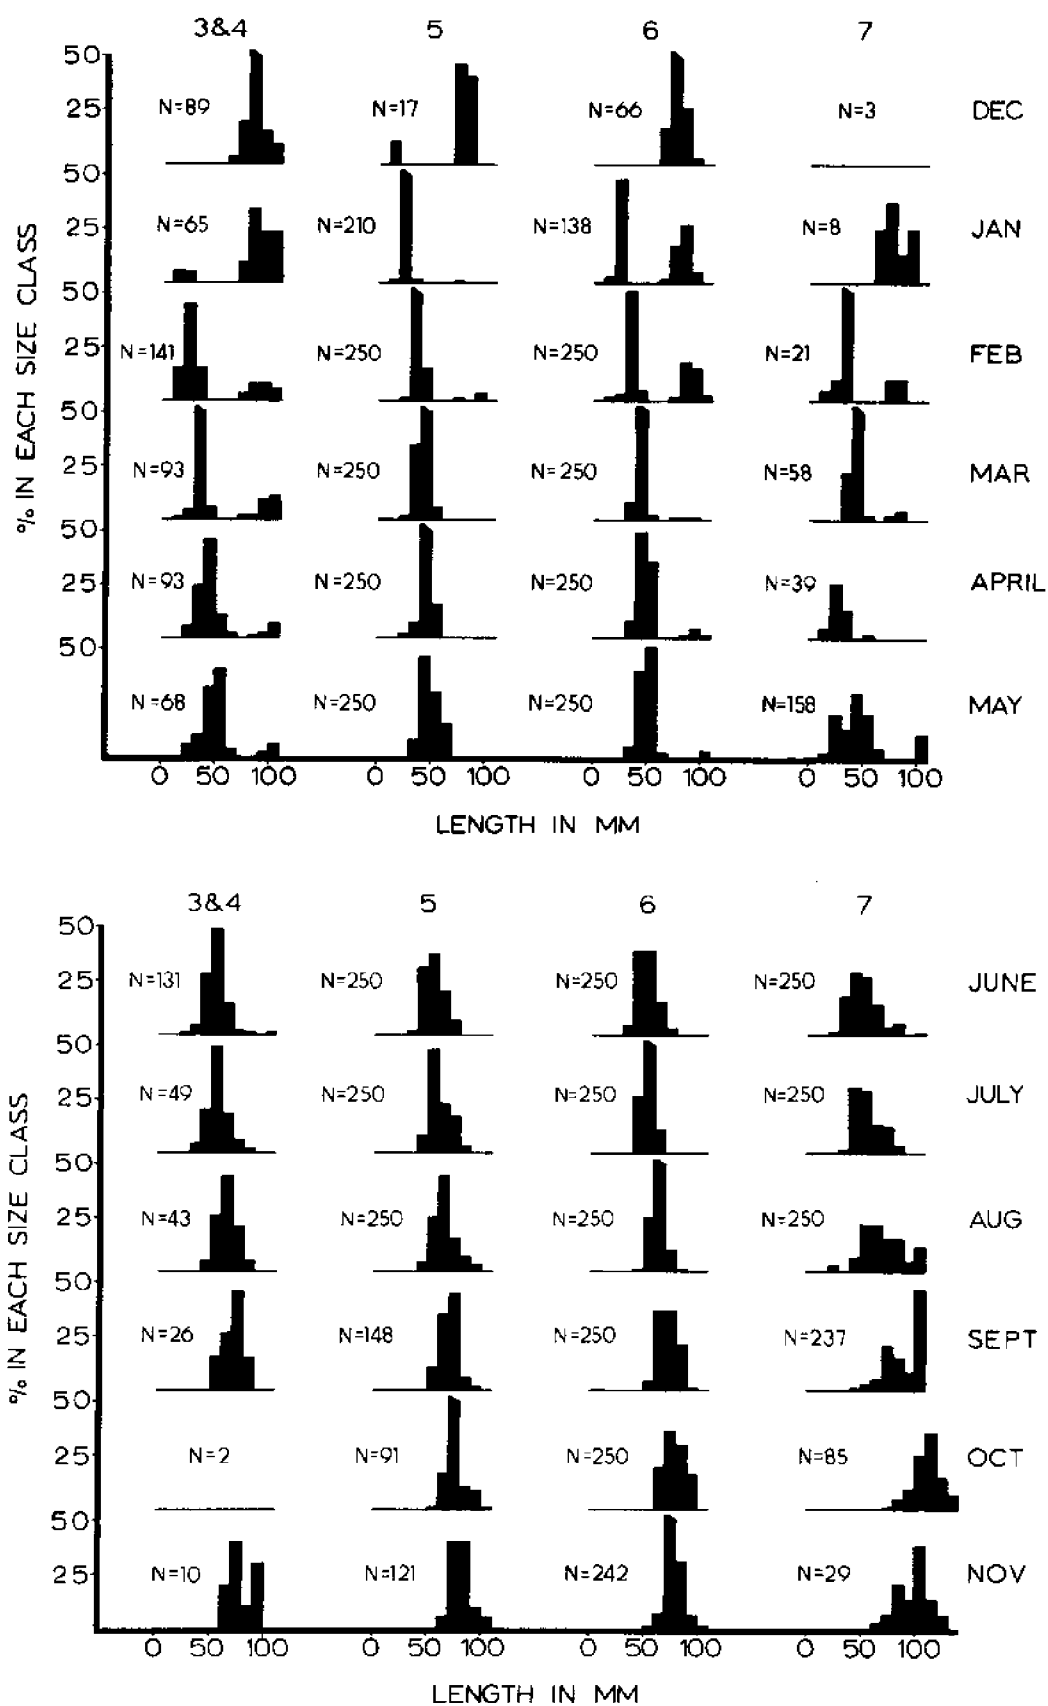 3&4 5 6 7
50
25 N=89 N=17 N=66 N=3 DEC
50
25 N=65 N=210 N=138 N=8 JAN
50
25 N=141 N=250 N=250 N=21 FEB
50
25 N=93 N=250 N=250 N=58 MAR
50
25 N=93 N=250 N=250 N=39 APRIL
50
N=68 N=250 N=250 N=158 MAY
0 50 100 0 50 100 0 50 100 0 50 100
LENGTH IN MM
% IN EACH SIZE CLASS
3&4 5 6 7
50
25 N=131 N=250 N=250 N=250 JUNE
50
25 N=49 N=250 N=250 N=250 JULY
50
25 N=43 N=250 N=250 N=250 AUG
50
25 N=26 N=148 N=250 N=237 SEPT
50
25 N=2 N=91 N=250 N=85 OCT
50
25 N=10 N=121 N=242 N=29 NOV
0 50 100 0 50 100 0 50 100 0 50 100
LENGTH IN MM
% IN EACH SIZE CLASS